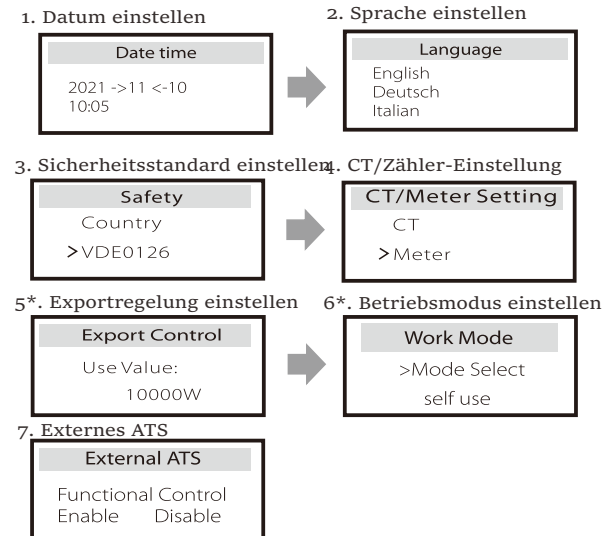 1. Datum einstellen
Date time
2021 ->11 <-10
10:05
2. Sprache einstellen
Language
English
Deutsch
Italian
3. Sicherheitsstandard einstellen
Safety
Country
>VDE0126
4. CT/Zähler-Einstellung
CT/Meter Setting
CT
>Meter
5*. Exportregelung einstellen
Export Control
Use Value:
10000W
6*. Betriebsmodus einstellen
Work Mode
>Mode Select
self use
7. Externes ATS
External ATS
Functional Control
Enable Disable